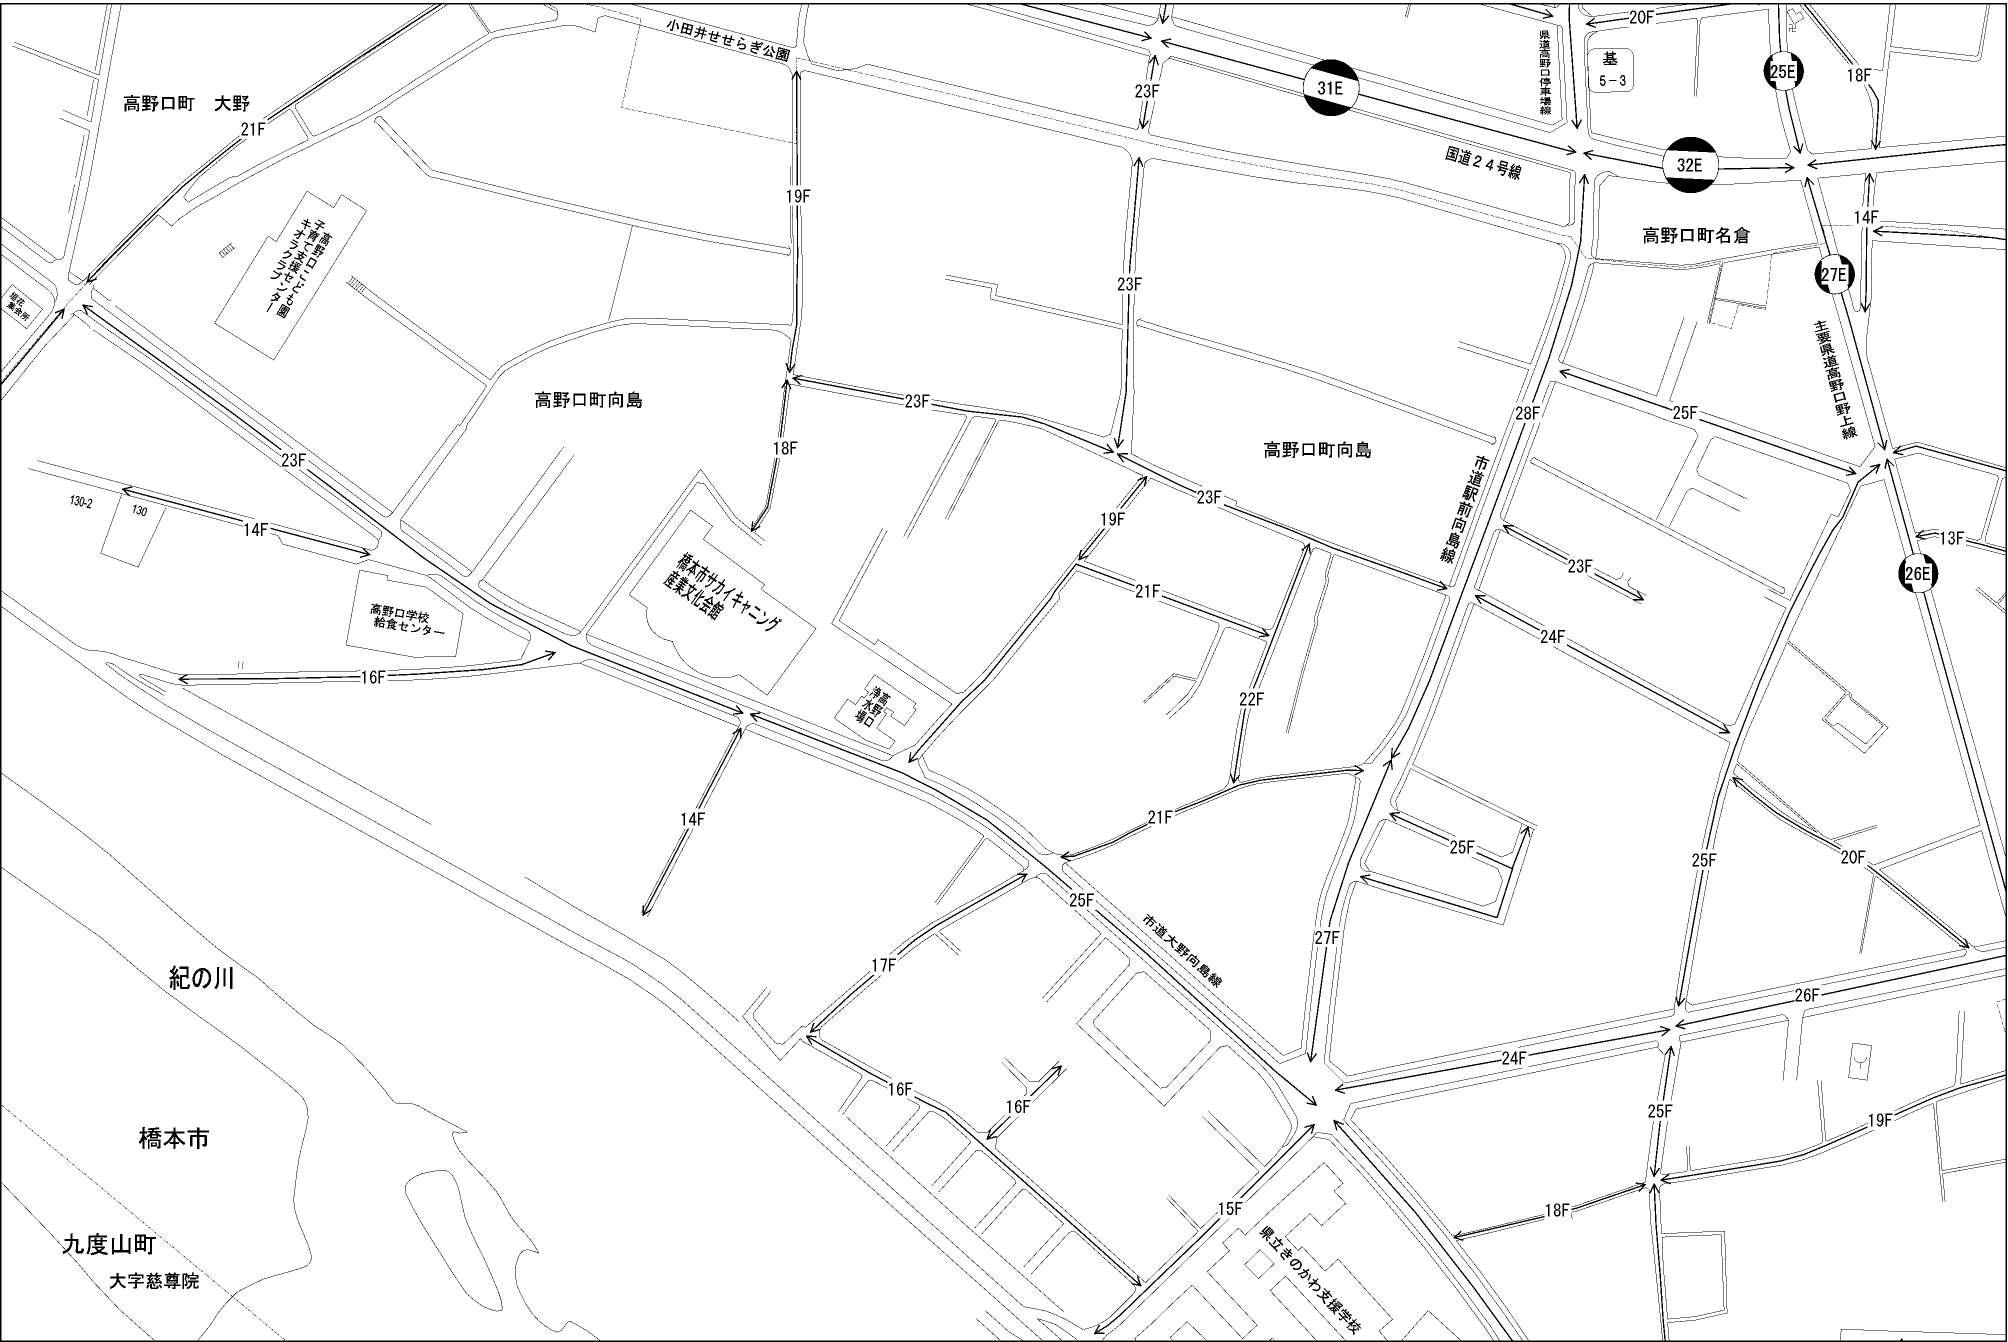 小田井せせらぎ公園
20F
県道高野口停車場線
基
5-3
25E
18F
高野口町 大野
21F
23F
31E
国道24号線
32E
19F
14F
高野口町名倉
高野口こども園
子育て支援センター
キオラクラブ
23F
27E
垣花
集会所
主要県道高野口野上線
高野口町向島
23F
28F
25F
18F
高野口町向島
23F
130-2
130
14F
23F
19F
市道駅前向島線
13F
26E
23F
橋本市サカイキャニング
産業文化会館
21F
高野口学校
給食センター
24F
16F
高野口
浄水場
22F
14F
21F
25F
25F
20F
25F
市道大野向島線
27F
17F
紀の川
26F
24F
16F
16F
25F
19F
橋本市
15F
18F
県立きのかわ支援学校
九度山町
大字慈尊院